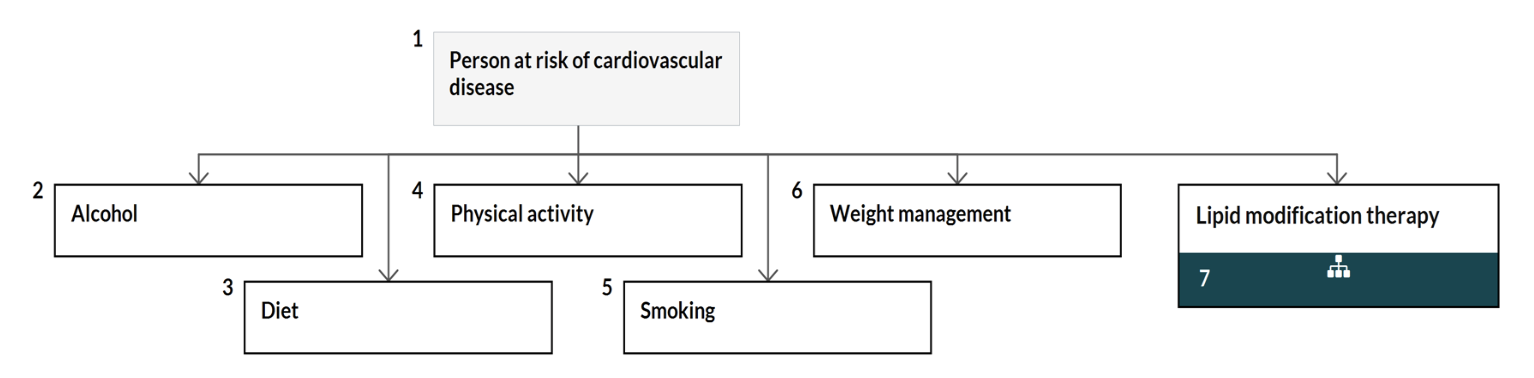 1
Person at risk of cardiovascular
disease
2
Alcohol
4
Physical activity
6
Weight management
Lipid modification therapy
7
3
Diet
5
Smoking